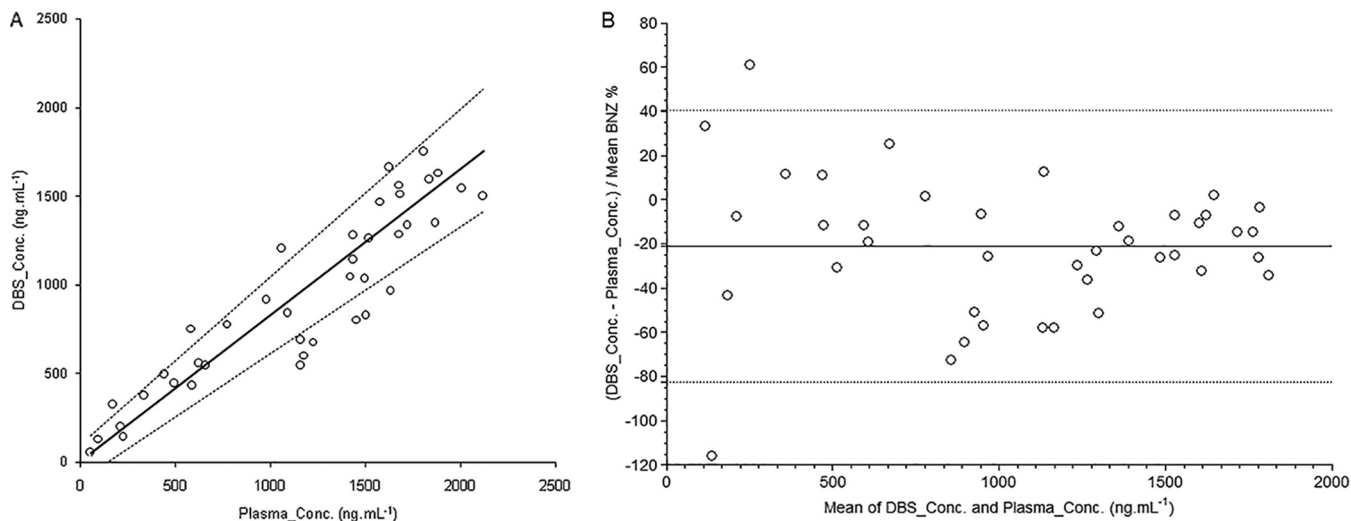 A
2500
2000
1500
1000
500
0
DBS_Conc. (ng.mL⁻¹)
0 500 1000 1500 2000 2500
Plasma_Conc. (ng.mL⁻¹)
B
80
60
40
20
0
-20
-40
-60
-80
-100
-120
(DBS_Conc. - Plasma_Conc.) / Mean BNZ %
500 1000 1500 2000
Mean of DBS_Conc. and Plasma_Conc. (ng.mL⁻¹)